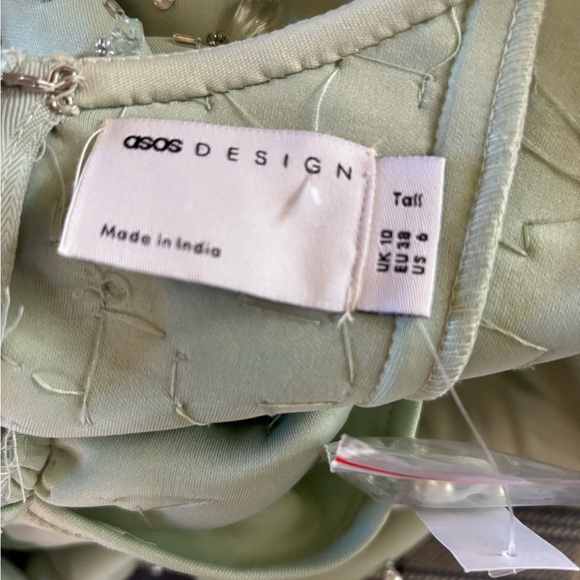 asos DESIGN
Made in India
Tall
UK 10
EU 38
US 6